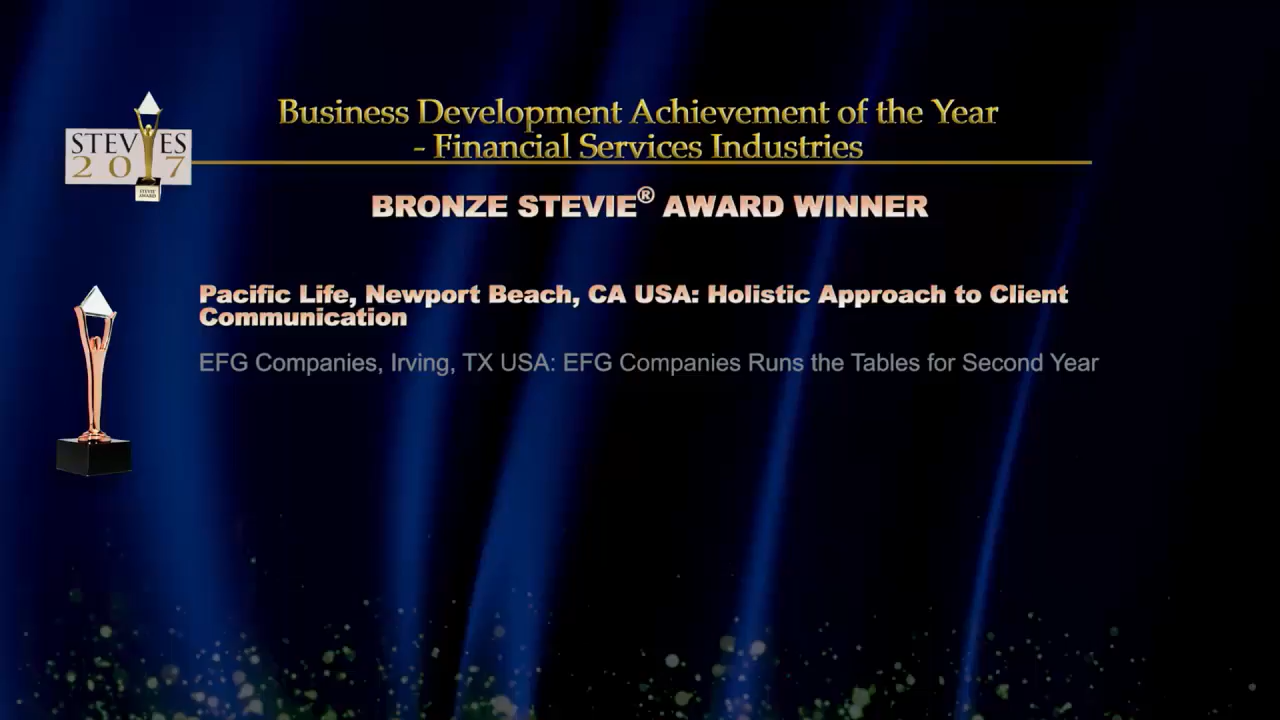 Business Development Achievement of the Year
- Financial Services Industries
STEVIES
2017
STEVIE®
AWARD
BRONZE STEVIE® AWARD WINNER
Pacific Life, Newport Beach, CA USA: Holistic Approach to Client
Communication
EFG Companies, Irving, TX USA: EFG Companies Runs the Tables for Second Year